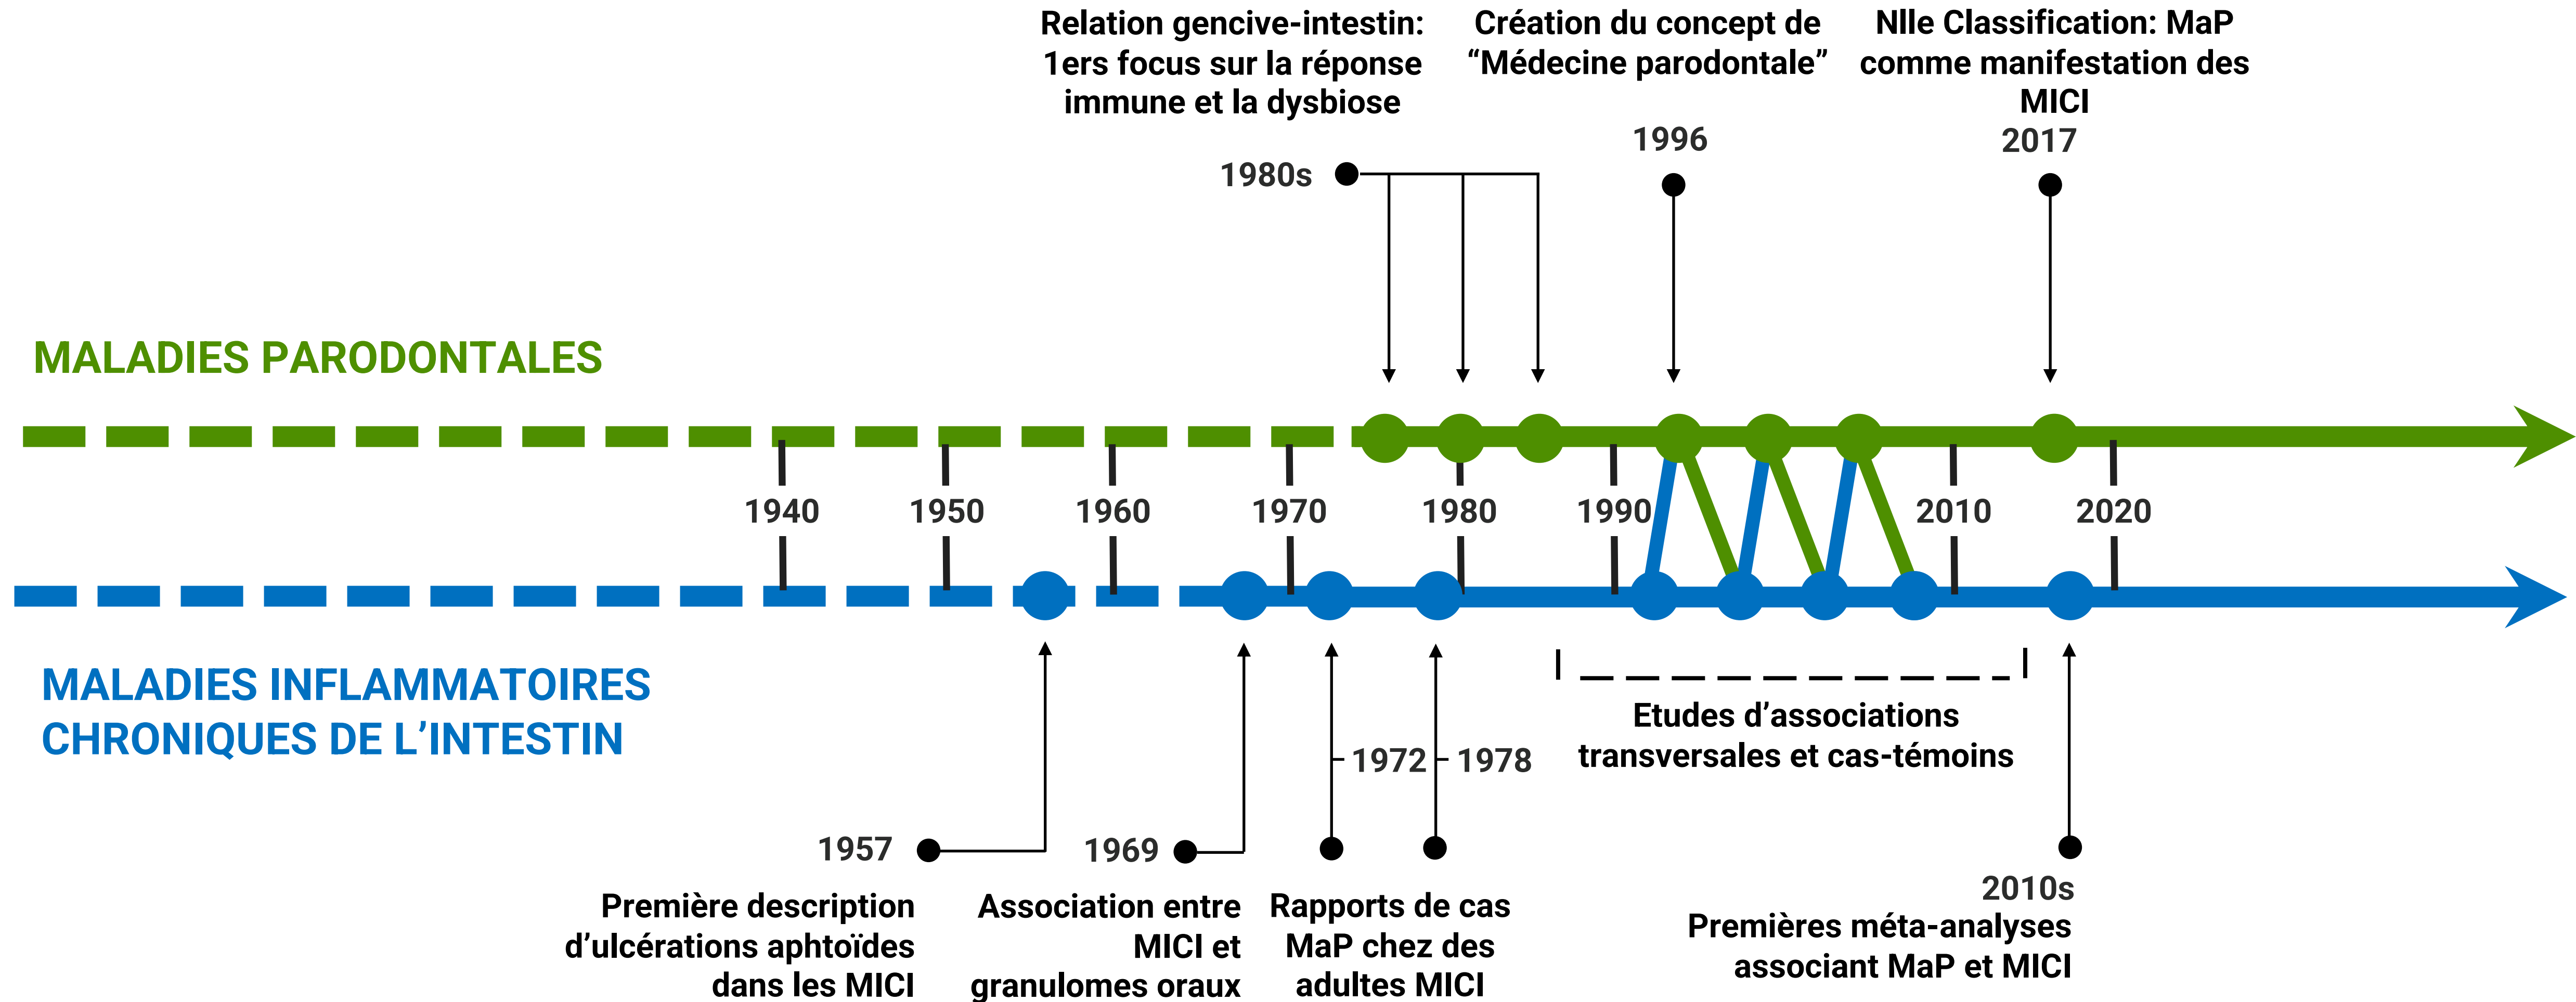 Relation gencive-intestin:
1ers focus sur la réponse
immune et la dysbiose
1980s
Création du concept de
“Médecine parodontale”
1996
Nlle Classification: MaP
comme manifestation des
MICI
2017
MALADIES PARODONTALES
1940
1950
1960
1970
1980
1990
2010
2020
MALADIES INFLAMMATOIRES
CHRONIQUES DE L’INTESTIN
1957
Première description
d’ulcérations aphtoïdes
dans les MICI
1969
Association entre
MICI et
granulomes oraux
1972
1978
Rapports de cas
MaP chez des
adultes MICI
Etudes d’associations
transversales et cas-témoins
2010s
Premières méta-analyses
associant MaP et MICI